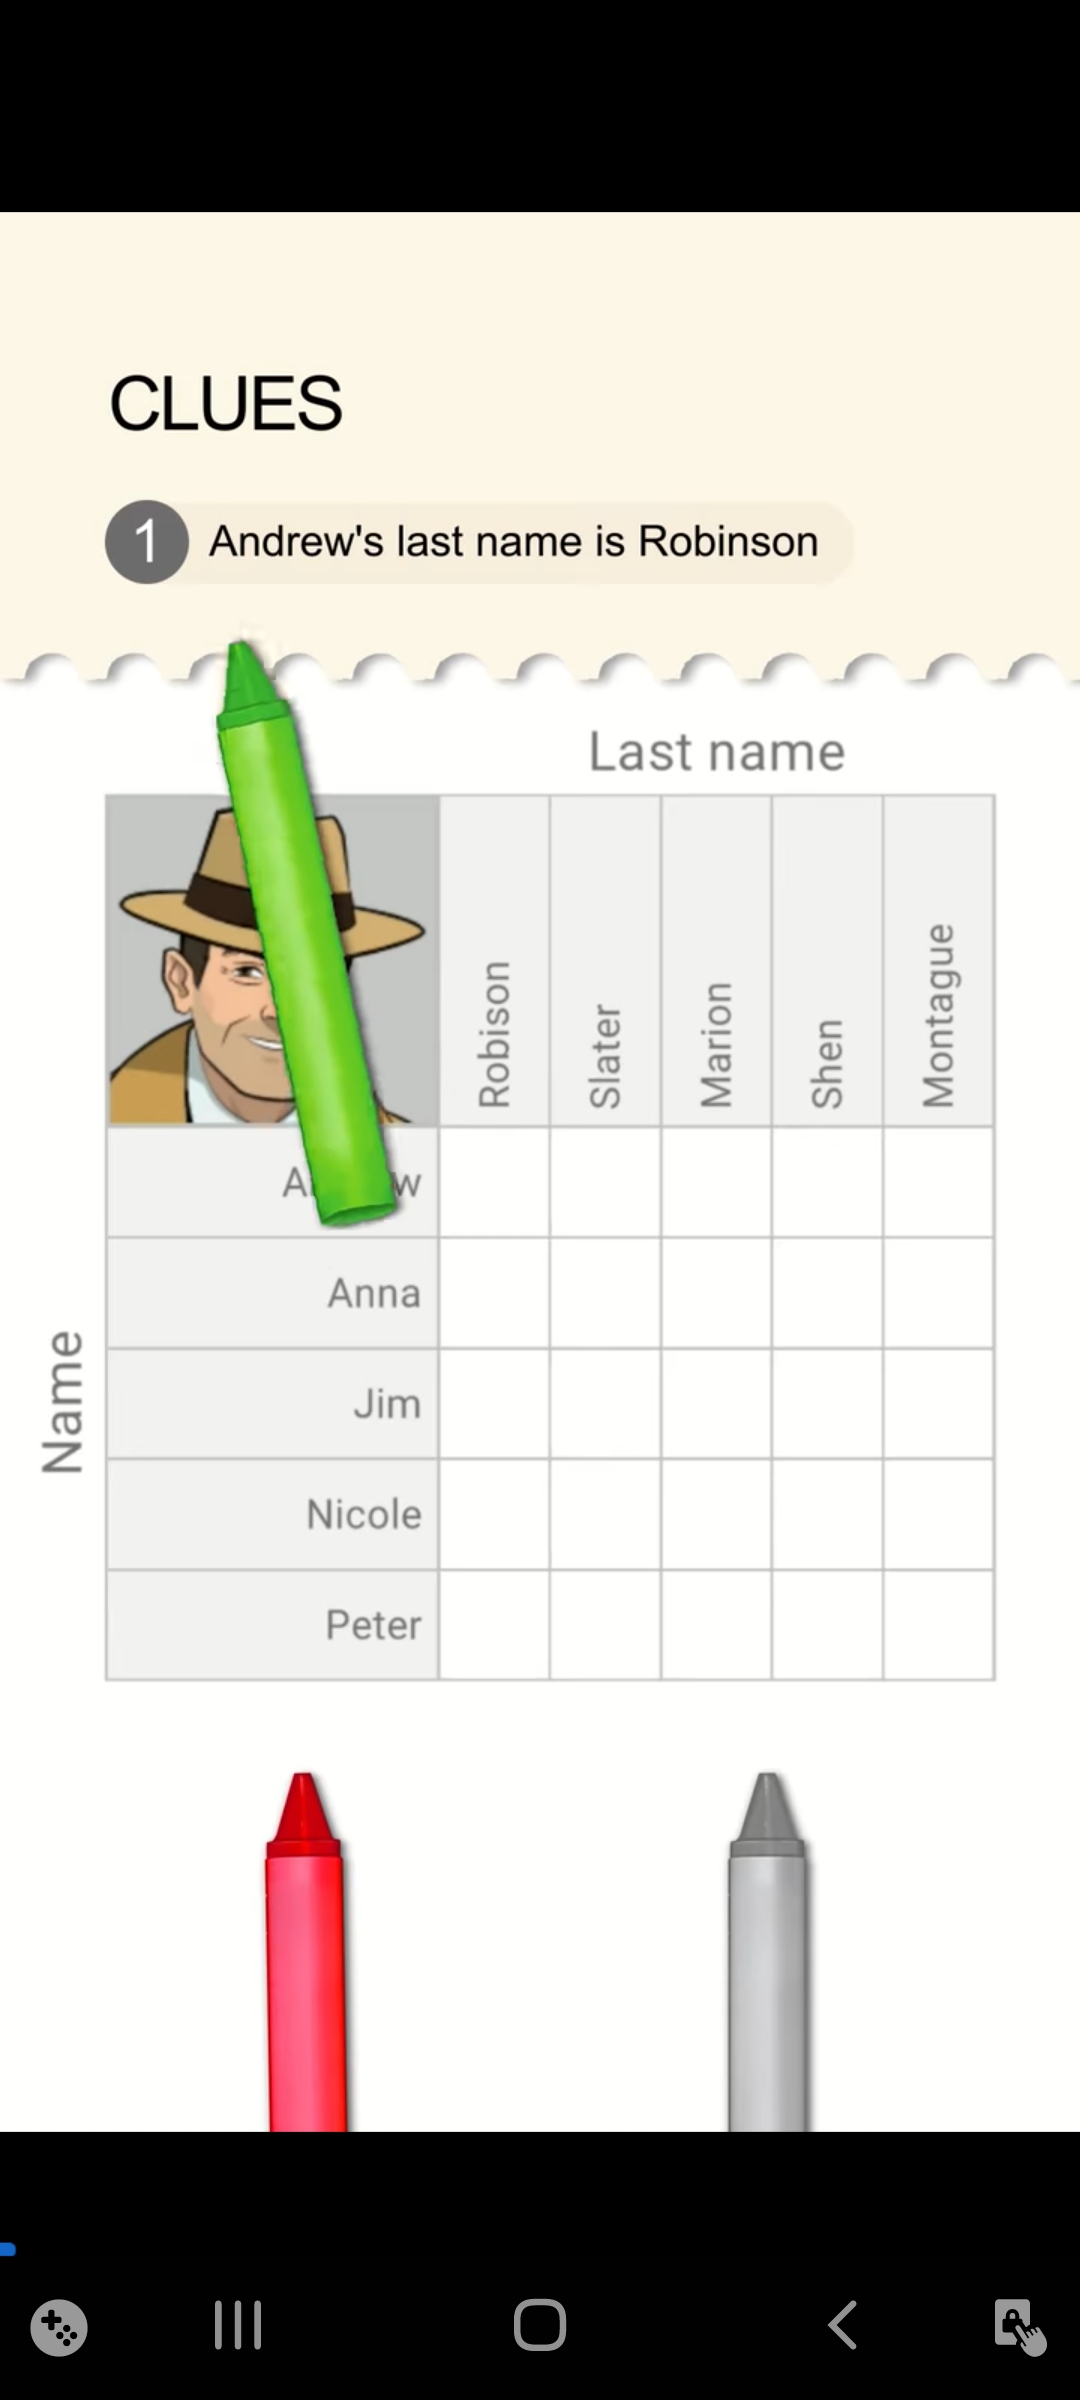 CLUES
1 Andrew's last name is Robinson
Last name
Robison
Slater
Marion
Shen
Montague
Name
Anna
Jim
Nicole
Peter